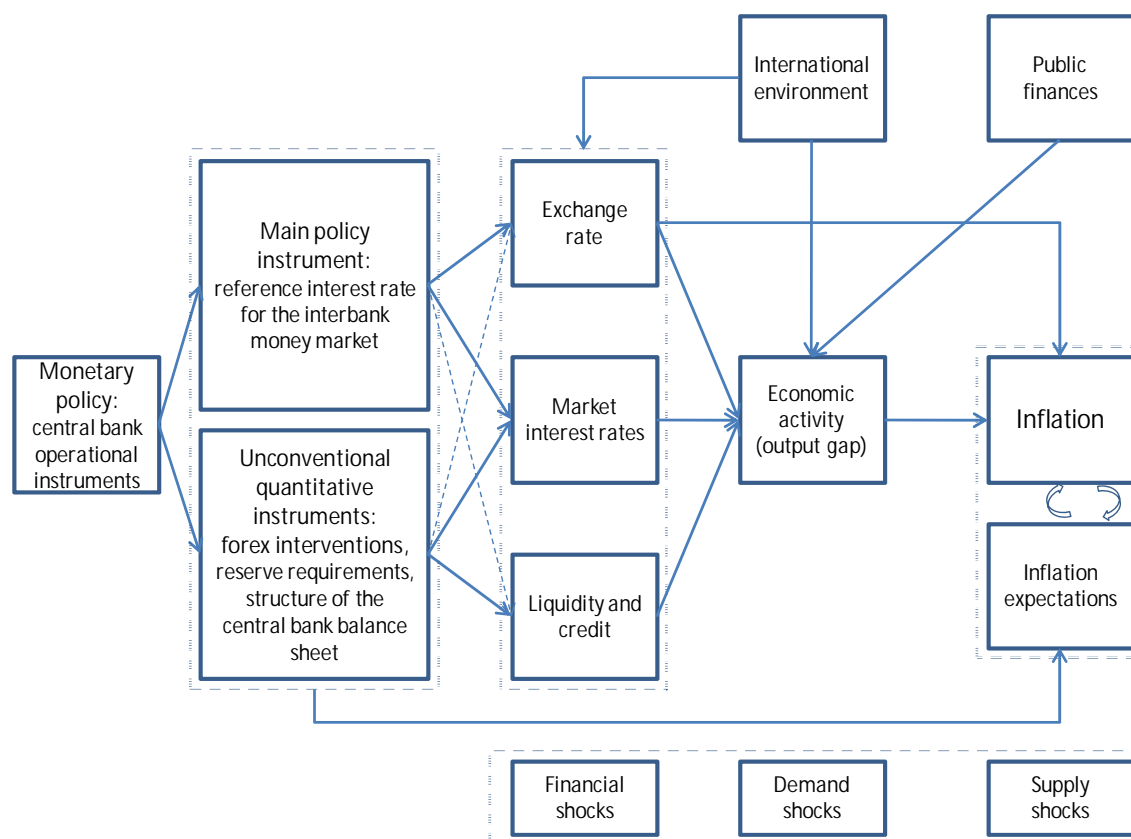 International
environment
Public
finances
Main policy
instrument:
reference interest rate
for the interbank
money market
Exchange
rate
Monetary
policy:
central bank
operational
instruments
Market
interest rates
Economic
activity
(output gap)
Inflation
Unconventional
quantitative
instruments:
forex interventions,
reserve requirements,
structure of the
central bank balance
sheet
Liquidity and
credit
Inflation
expectations
Financial
shocks
Demand
shocks
Supply
shocks